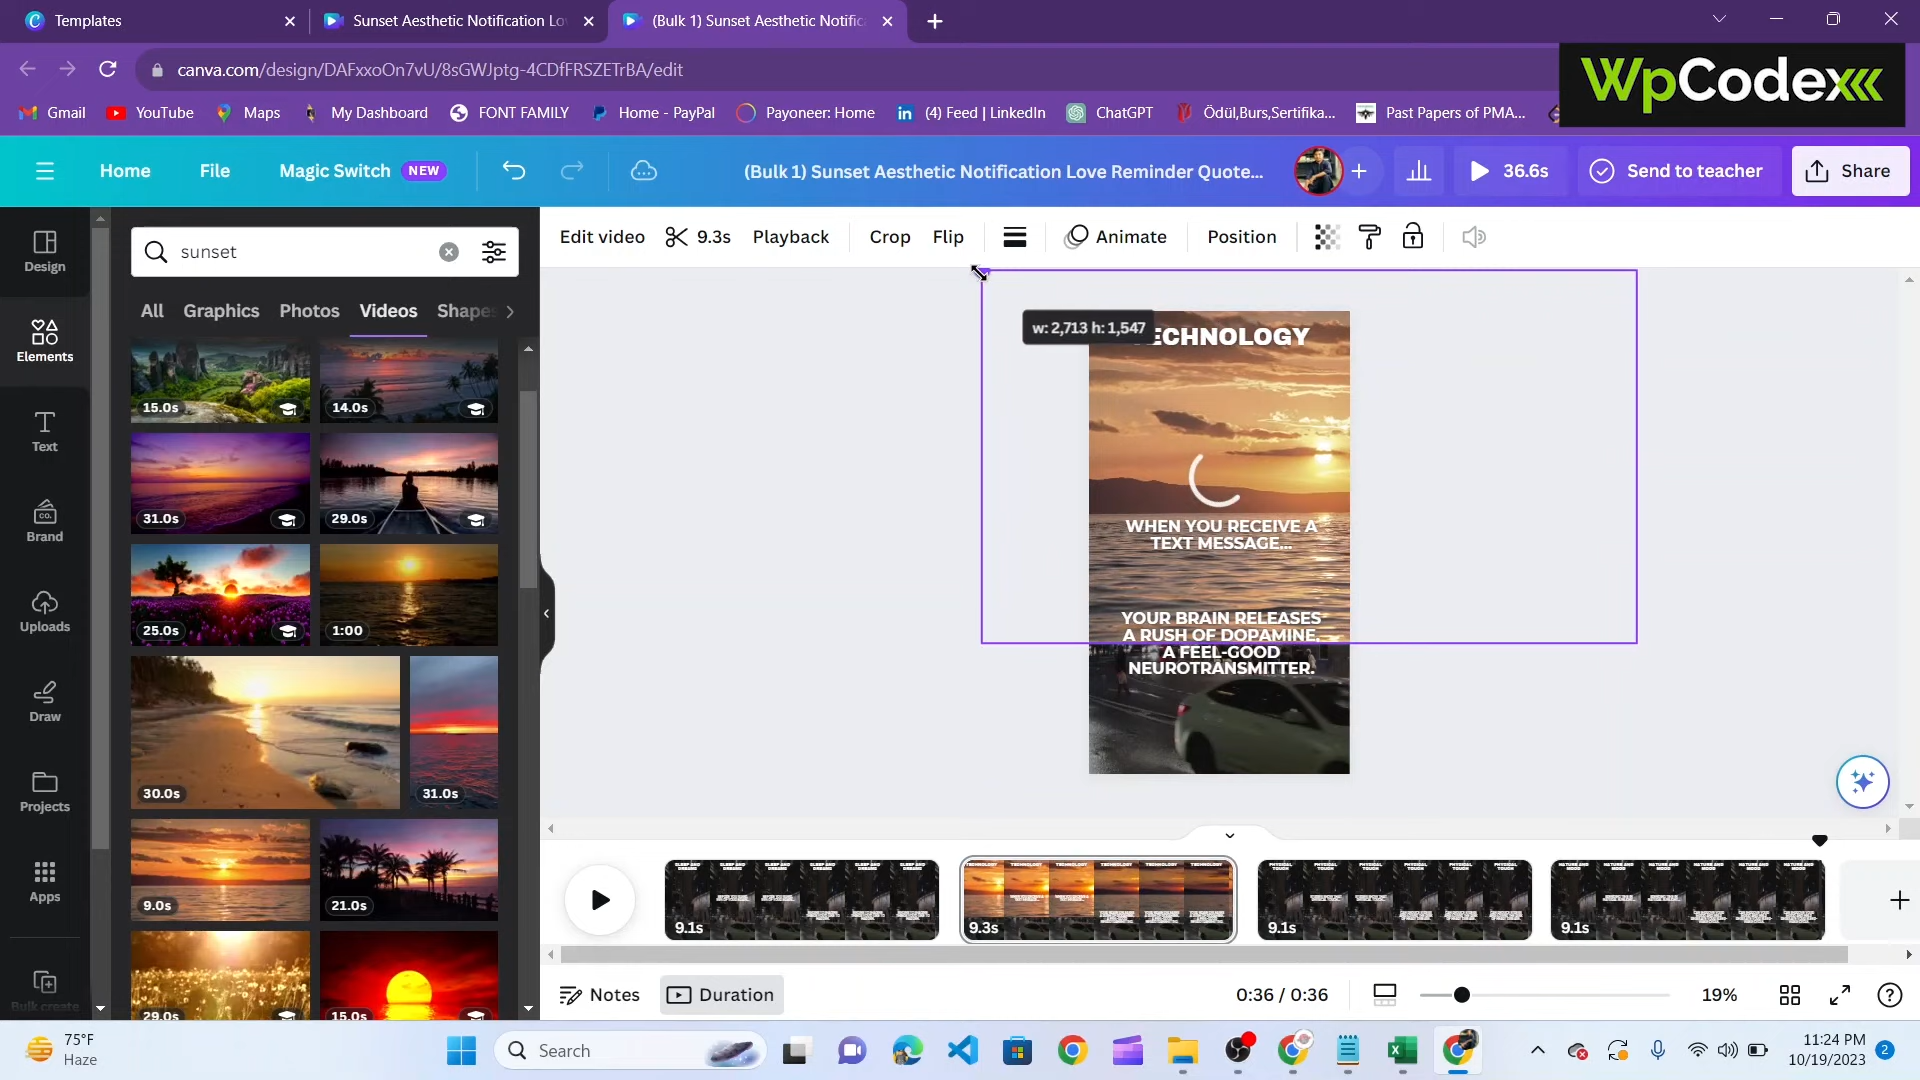 Templates
Sunset Aesthetic Notification Lo
(Bulk 1) Sunset Aesthetic Notific
canva.com/design/DAFxxoOn7vU/8sGWJptg-4CDfFRSZETrBA/edit
WpCodex
Gmail
YouTube
Maps
My Dashboard
FONT FAMILY
Home - PayPal
Payoneer: Home
(4) Feed | LinkedIn
ChatGPT
Ödül,Burs,Sertifika...
Past Papers of PMA...
Home
File
Magic Switch
NEW
(Bulk 1) Sunset Aesthetic Notification Love Reminder Quote...
36.6s
Send to teacher
Share
Design
Elements
Text
Brand
Uploads
Draw
Projects
Apps
Bulk create
sunset
All
Graphics
Photos
Videos
Shapes
15.0s
14.0s
31.0s
29.0s
25.0s
1:00
30.0s
31.0s
9.0s
21.0s
29.0s
15.0s
Edit video
9.3s
Playback
Crop
Flip
Animate
Position
w: 2,713 h: 1,547
ECHNOLOGY
WHEN YOU RECEIVE A
TEXT MESSAGE...
YOUR BRAIN RELEASES
A RUSH OF DOPAMINE,
A FEEL-GOOD
NEUROTRANSMITTER.
9.1s
9.3s
9.1s
9.1s
Notes
Duration
0:36 / 0:36
19%
75°F
Haze
Search
11:24 PM
10/19/2023
2